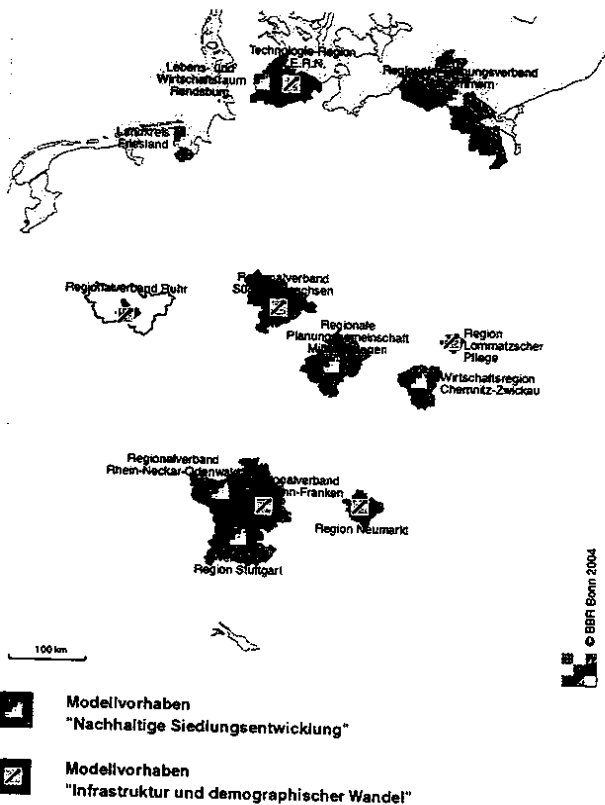 Technologie-Region
K.E.R.N.
Lebens- und
Wirtschaftsraum
Rendsburg
Landkreis
Friesland
Regionalverband Ruhr
Regionalverband
Regionale
Region
Lommatzscher
Pflege
Wirtschaftsregion
Chemnitz-Zwickau
Regionalverband
Rhein-Neckar-Odenwald
Region Neumarkt
Region Stuttgart
© BBR Bonn 2004
100 km
Modellvorhaben
"Nachhaltige Siedlungsentwicklung"
Modellvorhaben
"Infrastruktur und demographischer Wandel"